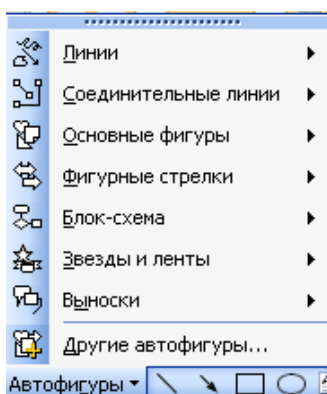 Линии
Соединительные линии
Основные фигуры
Фигурные стрелки
Блок-схема
Звезды и ленты
Выноски
Другие автофигуры...
Автофигуры